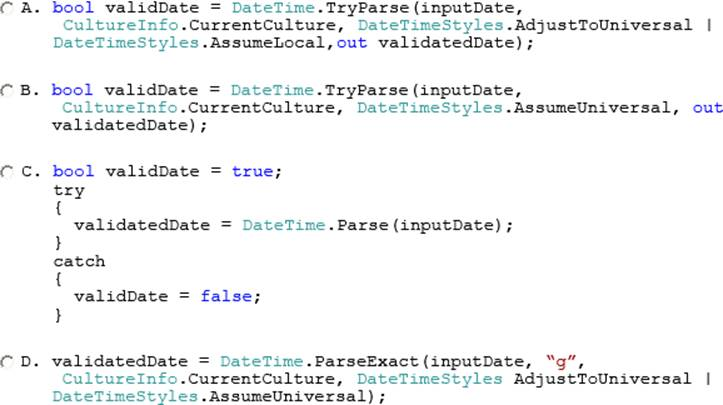 A. bool validDate = DateTime.TryParse(inputDate,
CultureInfo.CurrentCulture, DateTimeStyles.AdjustToUniversal |
DateTimeStyles.AssumeLocal,out validatedDate);
B. bool validDate = DateTime.TryParse(inputDate,
CultureInfo.CurrentCulture, DateTimeStyles.AssumeUniversal, out
validatedDate);
C. bool validDate = true;
try
{
validatedDate = DateTime.Parse(inputDate);
}
catch
{
validDate = false;
}
D. validatedDate = DateTime.ParseExact(inputDate, “g”,
CultureInfo.CurrentCulture, DateTimeStyles AdjustToUniversal |
DateTimeStyles.AssumeUniversal);